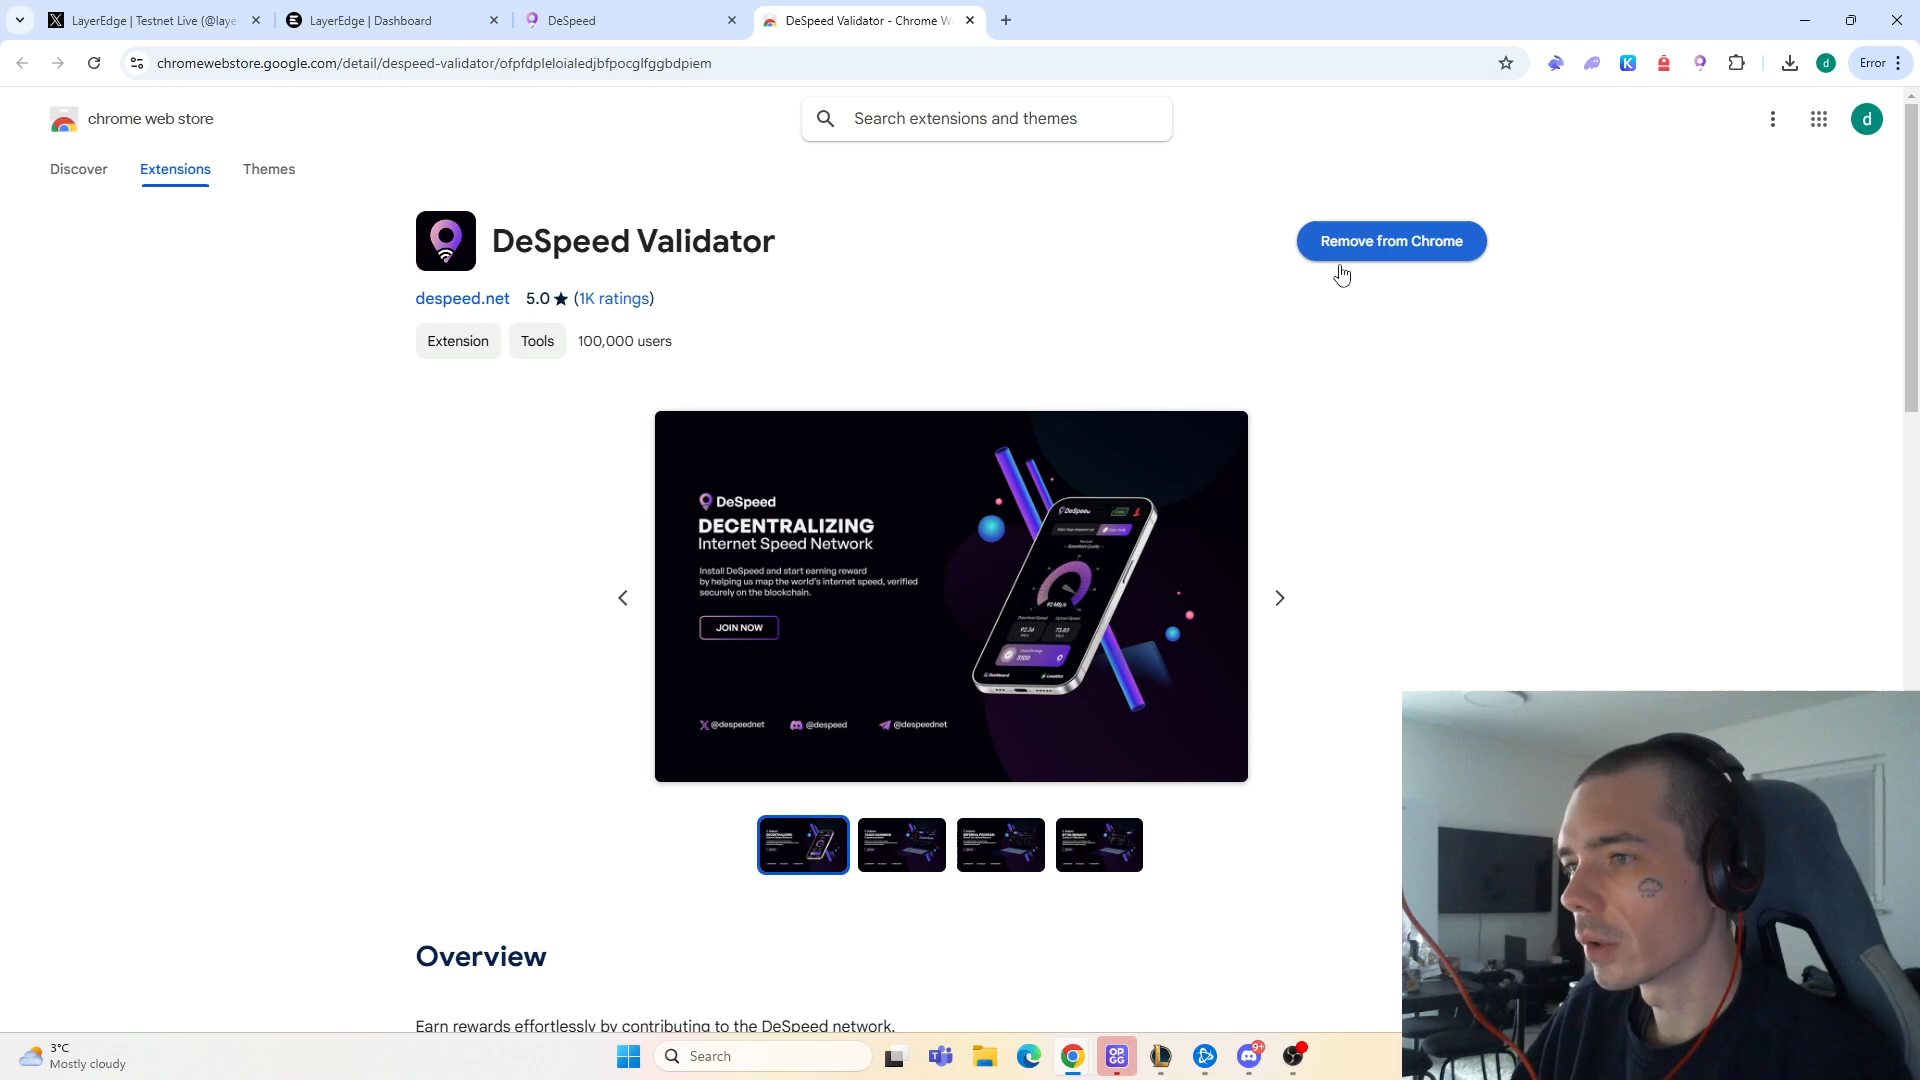 LayerEdge | Testnet Live (@laye
LayerEdge | Dashboard
DeSpeed
DeSpeed Validator - Chrome W
chromewebstore.google.com/detail/despeed-validator/ofpfdpleloialedjbfpocglfggbdpiem
d
Error
chrome web store
Search extensions and themes
d
Discover
Extensions
Themes
DeSpeed Validator
Remove from Chrome
despeed.net 5.0★ (1K ratings)
Extension
Tools
100,000 users
DeSpeed
DECENTRALIZING
Internet Speed Network
Install DeSpeed and start earning reward
by helping us map the world's internet speed, verified
securely on the blockchain.
JOIN NOW
@despeednet
@despeed
@despeednet
Overview
Earn rewards effortlessly by contributing to the DeSpeed network.
3°C
Mostly cloudy
Search
OP.
GG
9+